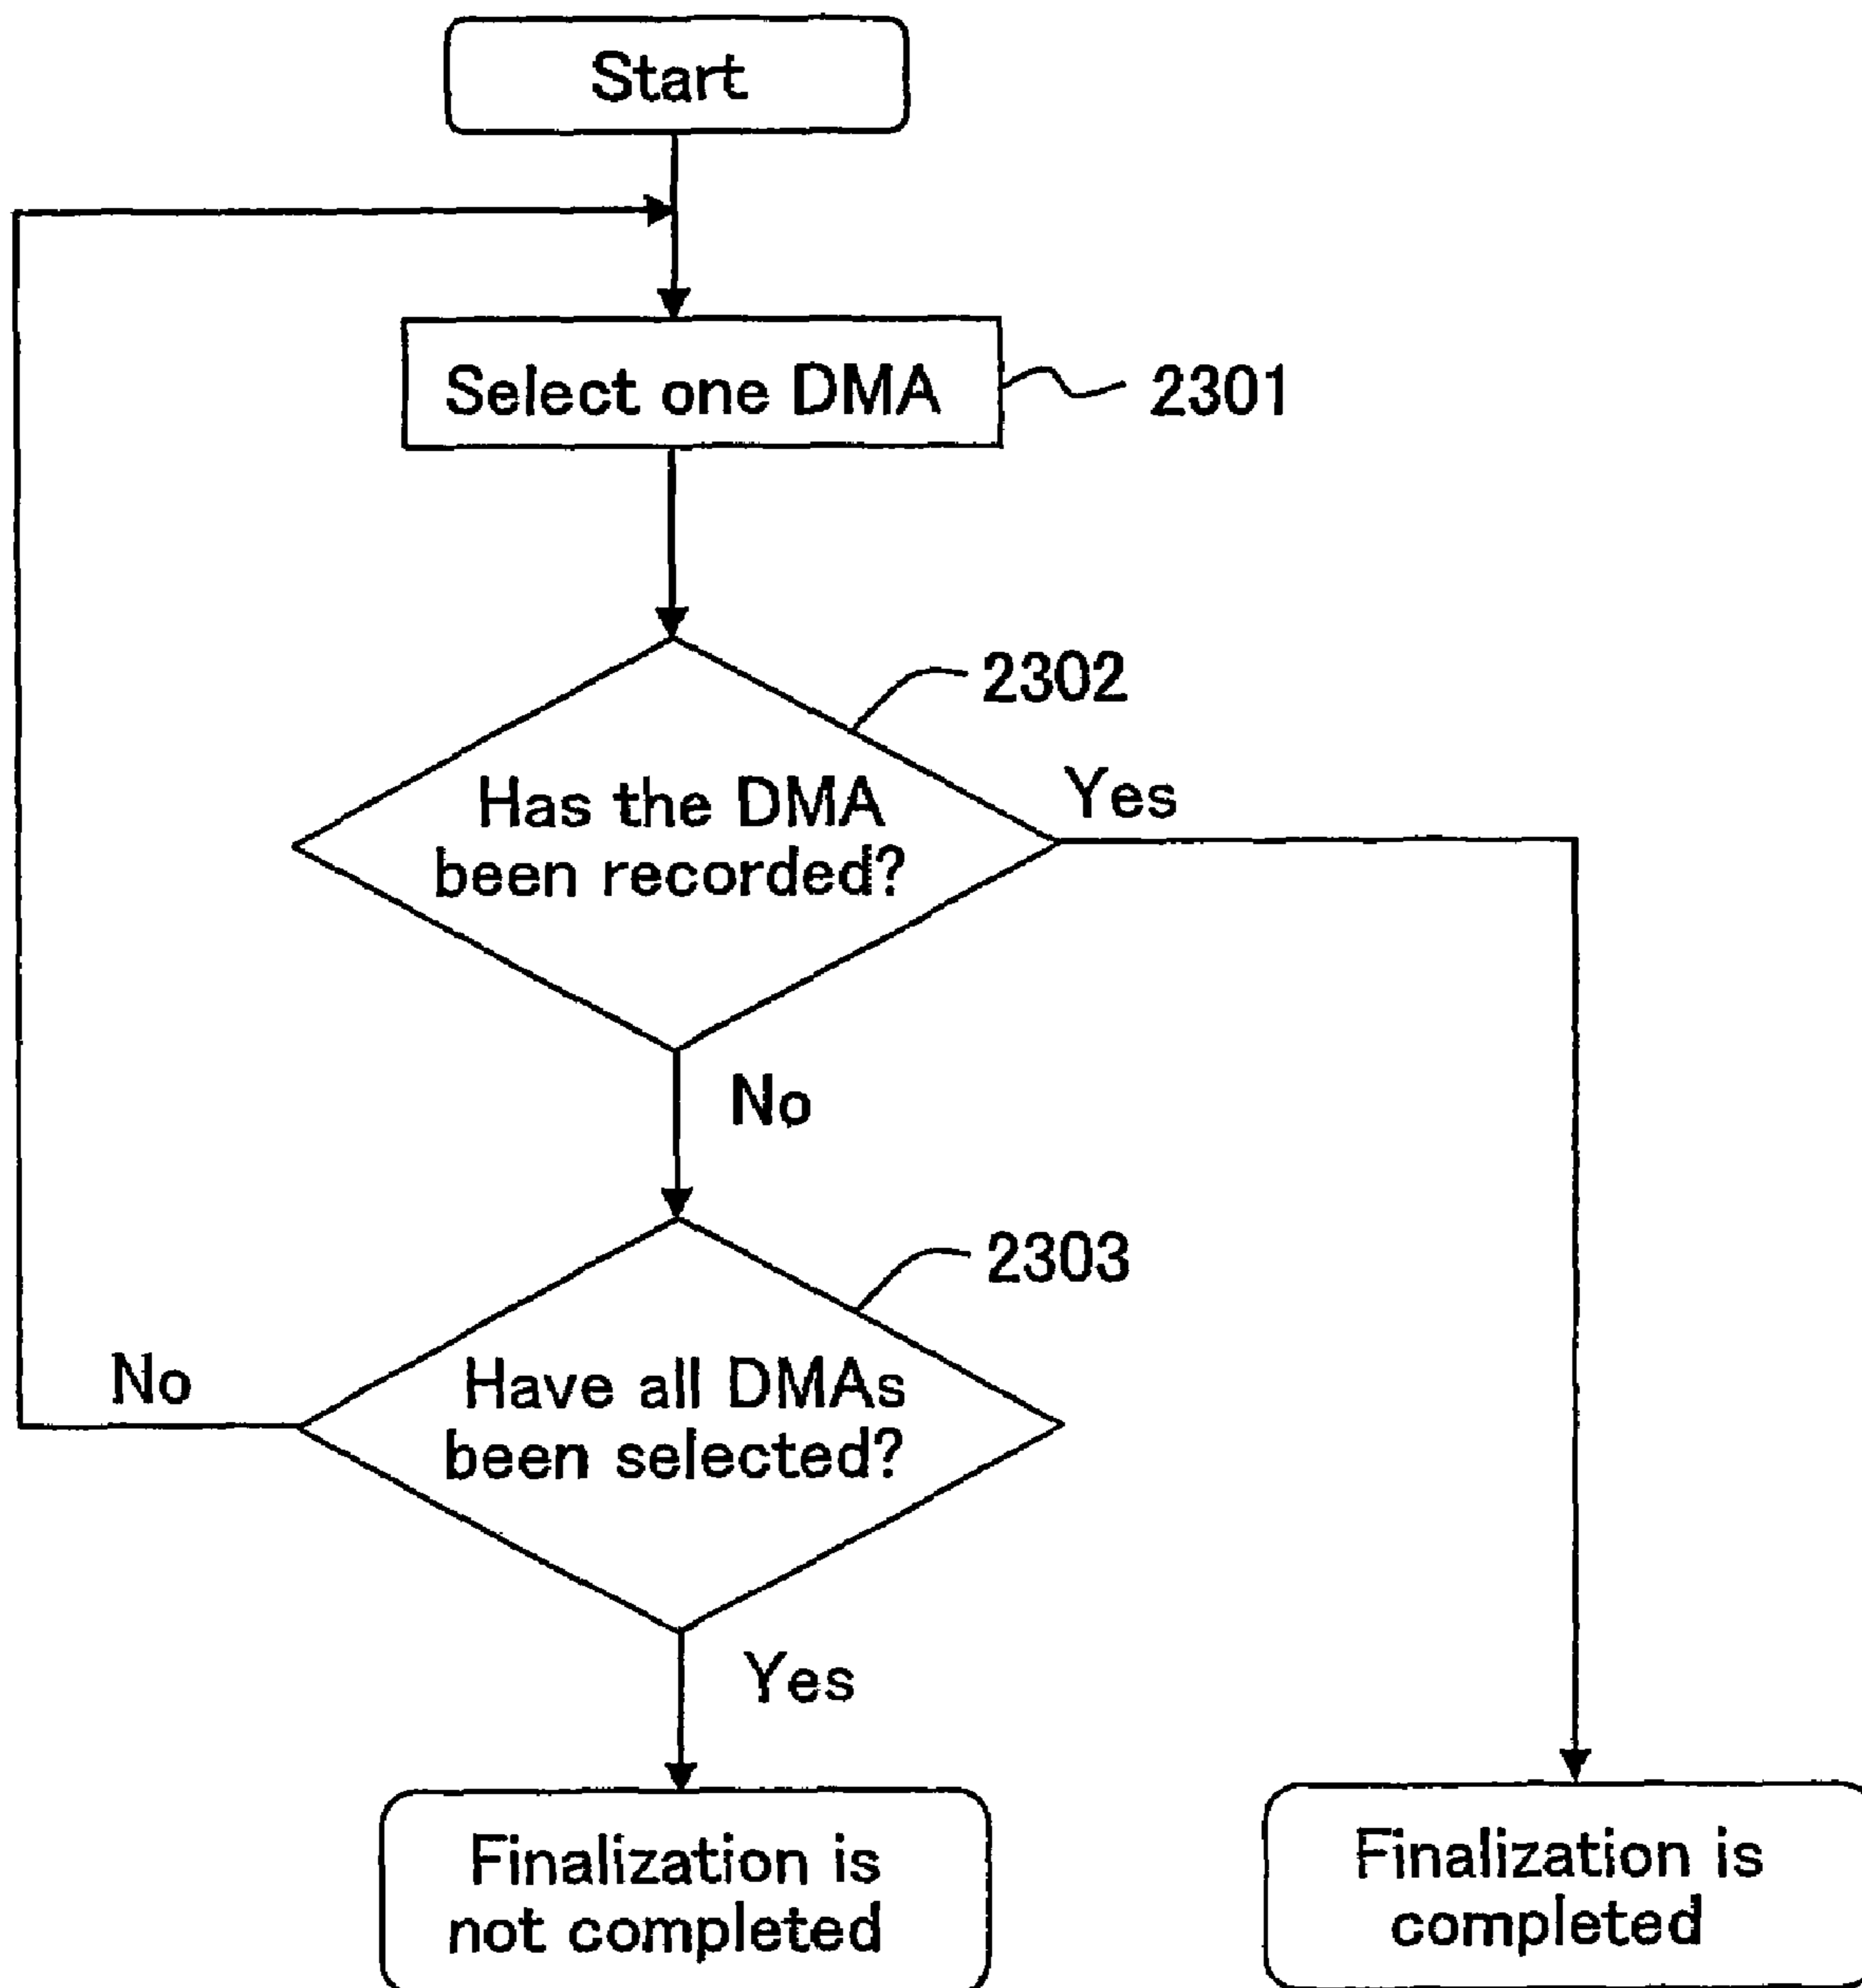 Start
Select one DMA
2301
2302
Has the DMA
been recorded?
Yes
No
2303
Have all DMAs
been selected?
No
Yes
Finalization is
not completed
Finalization is
completed